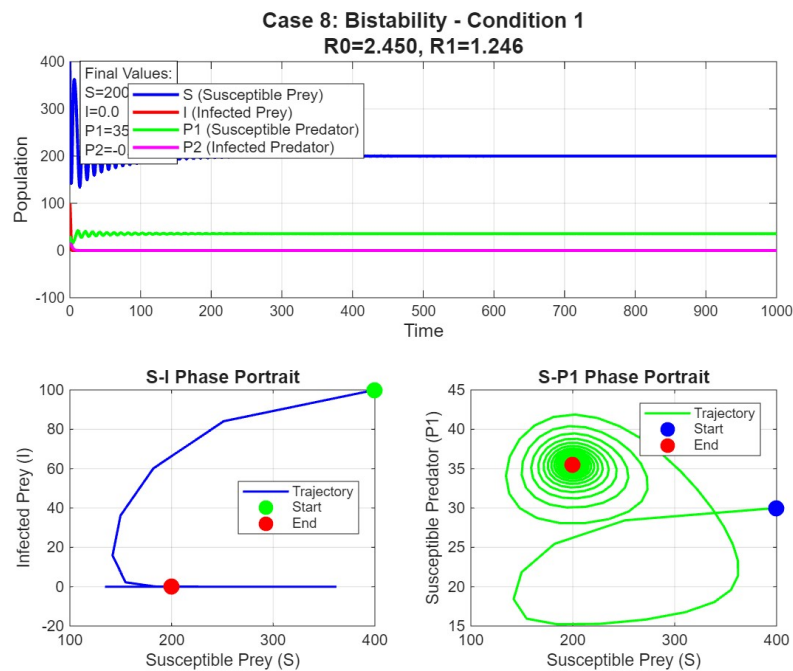 Case 8: Bistability - Condition 1
R0=2.450, R1=1.246
Population
400
300
200
100
0
-100
Final Values:
S=200
I=0.0
P1=35
P2=-0
S (Susceptible Prey)
I (Infected Prey)
P1 (Susceptible Predator)
P2 (Infected Predator)
0 100 200 300 400 500 600 700 800 900 1000
Time
S-I Phase Portrait
Infected Prey (I)
100
80
60
40
20
0
-20
Trajectory
Start
End
100 200 300 400
Susceptible Prey (S)
S-P1 Phase Portrait
Susceptible Predator (P1)
45
40
35
30
25
20
15
Trajectory
Start
End
100 200 300 400
Susceptible Prey (S)